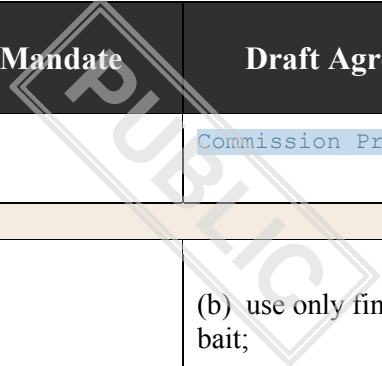 Mandate
Draft Agr
Commission Pr
PUBLIC
(b) use only fin
bait;